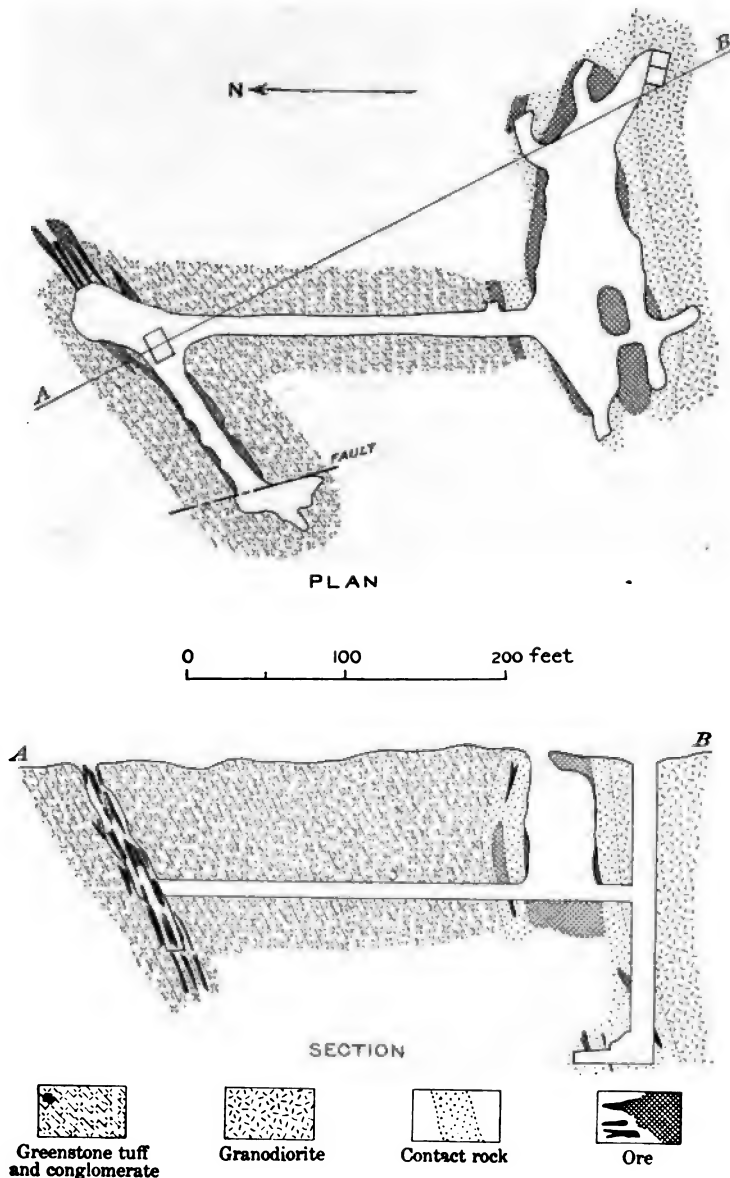 B
N
A
FAULT
PLAN
0 100 200 feet
A B
SECTION
Greenstone tuff
and conglomerate
Granodiorite
Contact rock
Ore